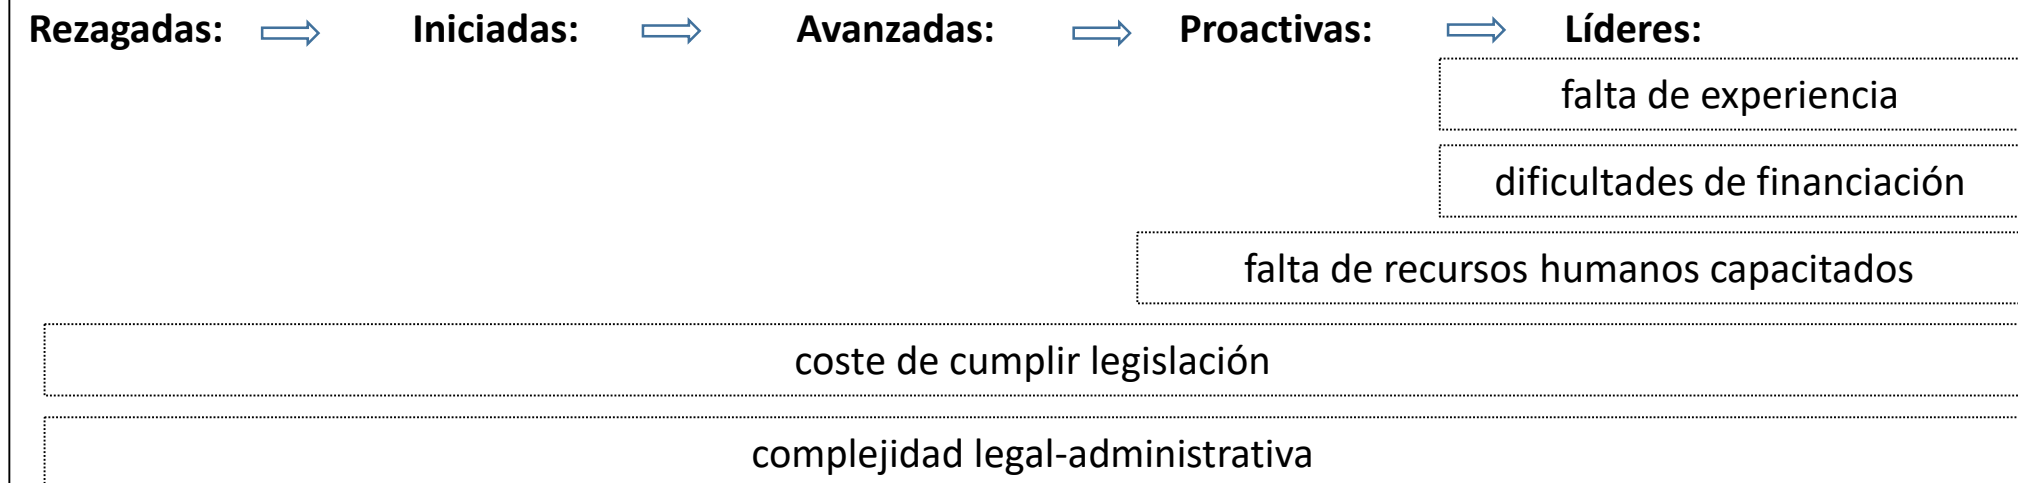 Rezagadas: Iniciadas: Avanzadas: Proactivas: Líderes:
falta de experiencia
dificultades de financiación
falta de recursos humanos capacitados
coste de cumplir legislación
complejidad legal-administrativa